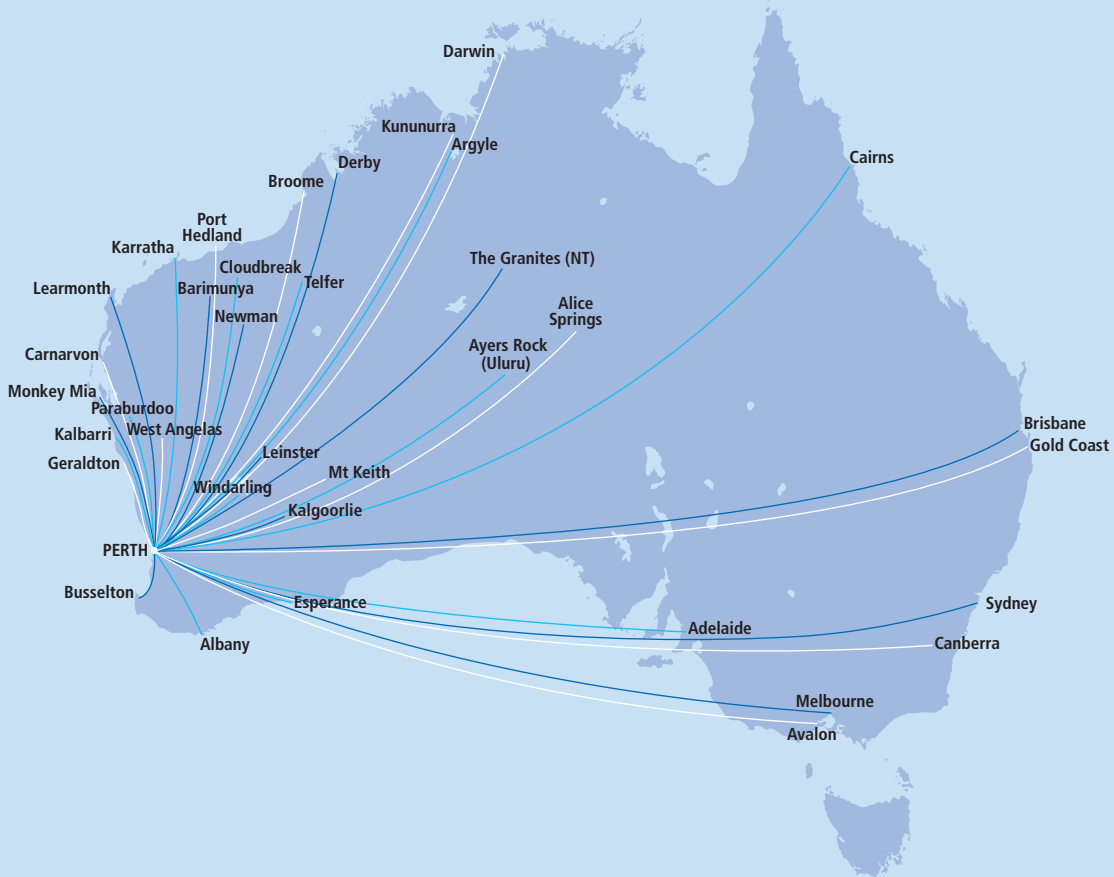 Darwin
Kununurra
Argyle
Derby
Cairns
Broome
Port
Hedland
Karratha
Cloudbreak
The Granites (NT)
Learmonth
Barimunya
Telfer
Newman
Alice
Springs
Ayers Rock
(Uluru)
Carnarvon
Monkey Mia
Paraburdoo
West Angelas
Kalbarri
Brisbane
Gold Coast
Geraldton
Leinster
Mt Keith
Windarling
Kalgoorlie
PERTH
Busselton
Esperance
Sydney
Albany
Adelaide
Canberra
Melbourne
Avalon